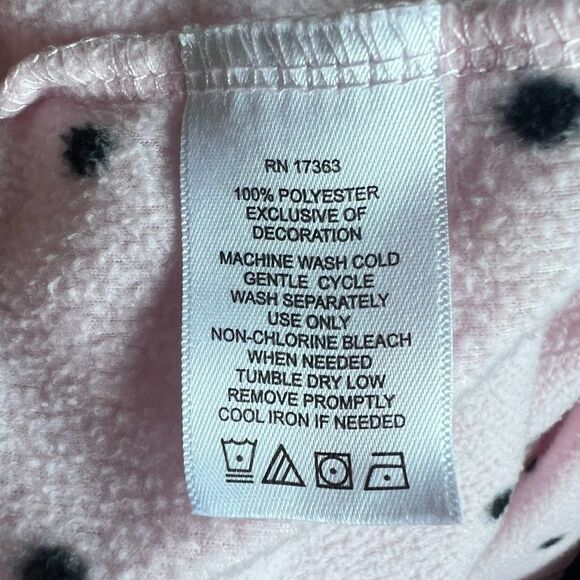 RN 17363
100% POLYESTER
EXCLUSIVE OF
DECORATION
MACHINE WASH COLD
GENTLE CYCLE
WASH SEPARATELY
USE ONLY
NON-CHLORINE BLEACH
WHEN NEEDED
TUMBLE DRY LOW
REMOVE PROMPTLY
COOL IRON IF NEEDED